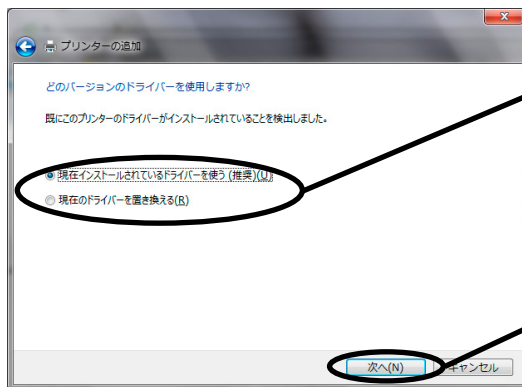 プリンターの追加
どのバージョンのドライバーを使用しますか?
既にこのプリンターのドライバーがインストールされていることを検出しました。
現在インストールされているドライバーを使う (推奨)(U)
現在のドライバーを置き換える(R)
次へ(N)
キャンセル